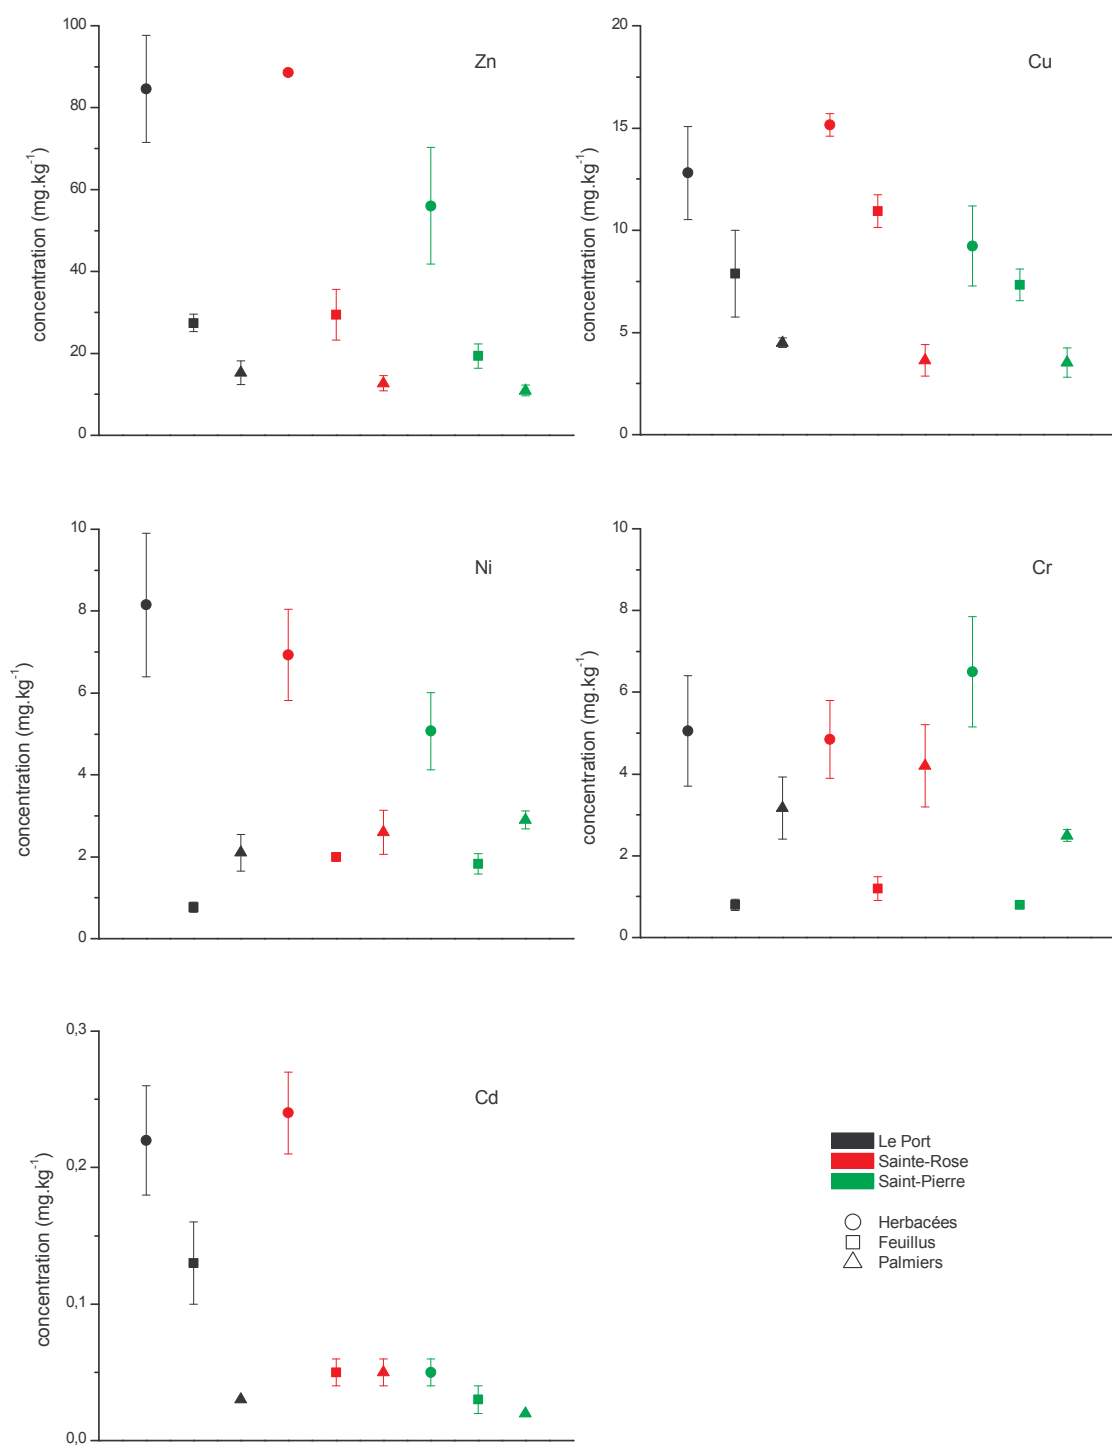 Zn
concentration (mg.kg⁻¹)
100
80
60
40
20
0
Cu
concentration (mg.kg⁻¹)
20
15
10
5
0
Ni
concentration (mg.kg⁻¹)
10
8
6
4
2
0
Cr
concentration (mg.kg⁻¹)
10
8
6
4
2
0
Cd
concentration (mg.kg⁻¹)
0,3
0,2
0,1
0,0
Le Port
Sainte-Rose
Saint-Pierre
Herbacées
Feuillus
Palmiers